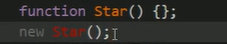 function Star() {};
new Star();